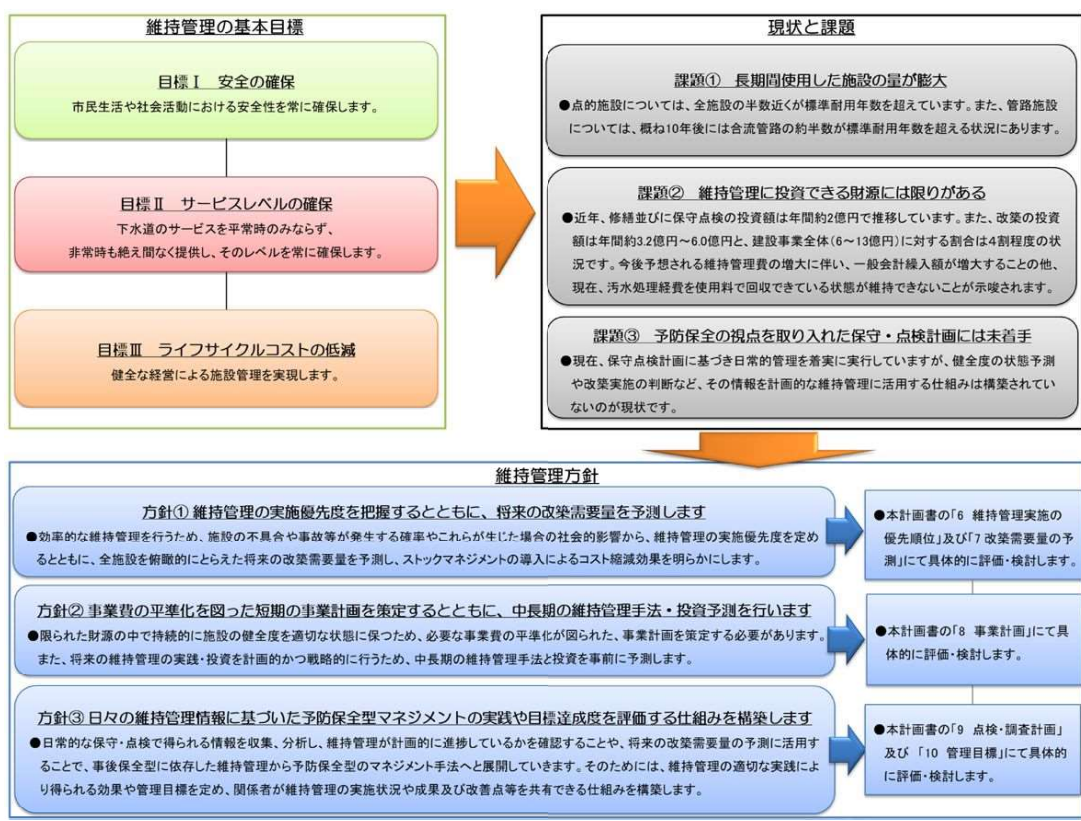 維持管理の基本目標
目標Ⅰ　安全の確保
市民生活や社会活動における安全性を常に確保します。
目標Ⅱ　サービスレベルの確保
下水道のサービスを平常時のみならず、
非常時も絶え間なく提供し、そのレベルを常に確保します。
目標Ⅲ　ライフサイクルコストの低減
健全な経営による施設管理を実現します。
現状と課題
課題①　長期間使用した施設の量が膨大
●点的施設については、全施設の半数近くが標準耐用年数を超えています。また、管路施設
については、概ね10年後には合流管路の約半数が標準耐用年数を超える状況にあります。
課題②　維持管理に投資できる財源には限りがある
●近年、修繕並びに保守点検の投資額は年間約2億円で推移しています。また、改築の投資
額は年間約3.2億円～6.0億円と、建設事業全体（6～13億円）に対する割合は4割程度の状
況です。今後予想される維持管理費の増大に伴い、一般会計繰入額が増大することの他、
現在、汚水処理経費を使用料で回収できている状態が維持できないことが示唆されます。
課題③　予防保全の視点を取り入れた保守・点検計画には未着手
●現在、保守点検計画に基づき日常的管理を着実に実行していますが、健全度の状態予測
や改築実施の判断など、その情報を計画的な維持管理に活用する仕組みは構築されてい
ないのが現状です。
維持管理方針
方針① 維持管理の実施優先度を把握するとともに、将来の改築需要量を予測します
●効率的な維持管理を行うため、施設の不具合や事故等が発生する確率やこれらが生じた場合の社会的影響から、維持管理の実施優先度を定め
るとともに、全施設を俯瞰的にとらえた将来の改築需要量を予測し、ストックマネジメントの導入によるコスト縮減効果を明らかにします。
●本計画書の「6 維持管理実施の
優先順位」及び「7 改築需要量の予
測」にて具体的に評価・検討します。
方針② 事業費の平準化を図った短期の事業計画を策定するとともに、中長期の維持管理手法・投資予測を行います
●限られた財源の中で持続的に施設の健全度を適切な状態に保つため、必要な事業費の平準化が図られた、事業計画を策定する必要があります。
また、将来の維持管理の実践・投資を計画的かつ戦略的に行うため、中長期の維持管理手法と投資を事前に予測します。
●本計画書の「8 事業計画」にて具
体的に評価・検討します。
方針③ 日々の維持管理情報に基づいた予防保全型マネジメントの実践や目標達成度を評価する仕組みを構築します
●日常的な保守・点検で得られる情報を収集、分析し、維持管理が計画的に進捗しているかを確認することや、将来の改築需要量の予測に活用す
ることで、事後保全型に依存した維持管理から予防保全型のマネジメント手法へと展開していきます。そのためには、維持管理の適切な実践によ
り得られる効果や管理目標を定め、関係者が維持管理の実施状況や成果及び改善点等を共有できる仕組みを構築します。
●本計画書の「9 点検・調査計画」
及び 「10 管理目標」にて具体的
に評価・検討します。